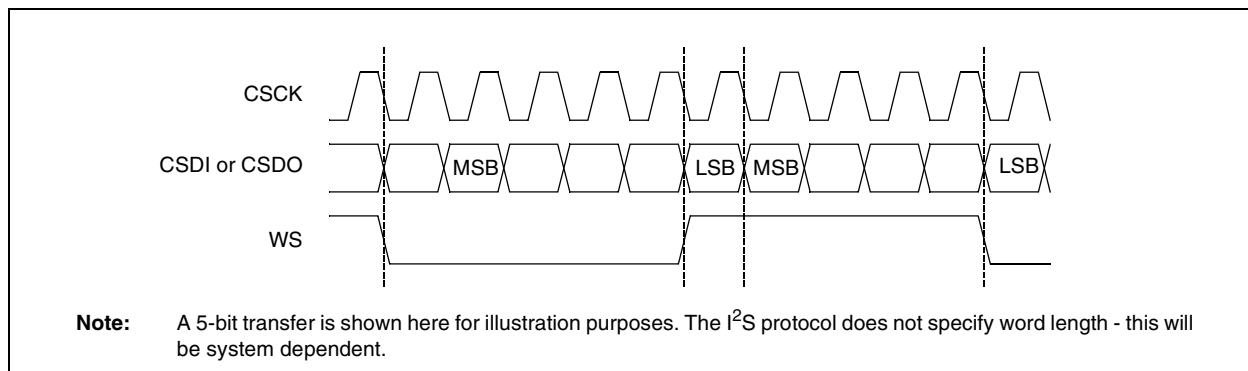 CSCK
CSDI or CSDO MSB LSB MSB LSB
WS
Note: A 5-bit transfer is shown here for illustration purposes. The I2S protocol does not specify word length - this will
be system dependent.